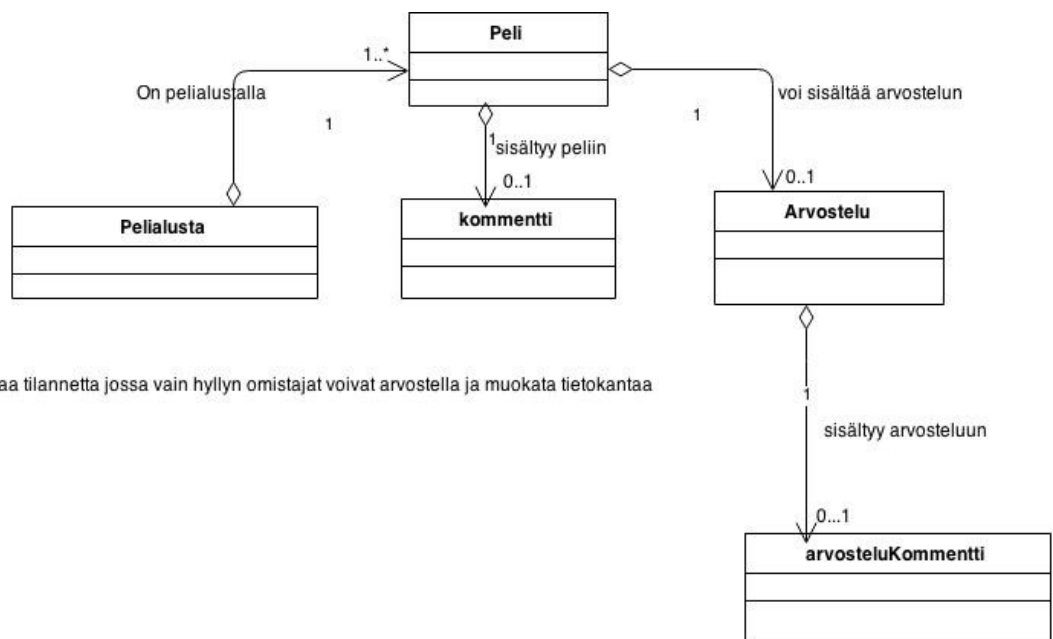 Peli
1..*
On pelialustalla
voi sisältää arvostelun
1
1
1
sisältyy peliin
0..1
0..1
Pelialusta
kommentti
Arvostelu
tilannetta jossa vain hyllyn omistajat voivat arvostella ja muokata tietokantaa
1
sisältyy arvosteluun
0...1
arvosteluKommentti